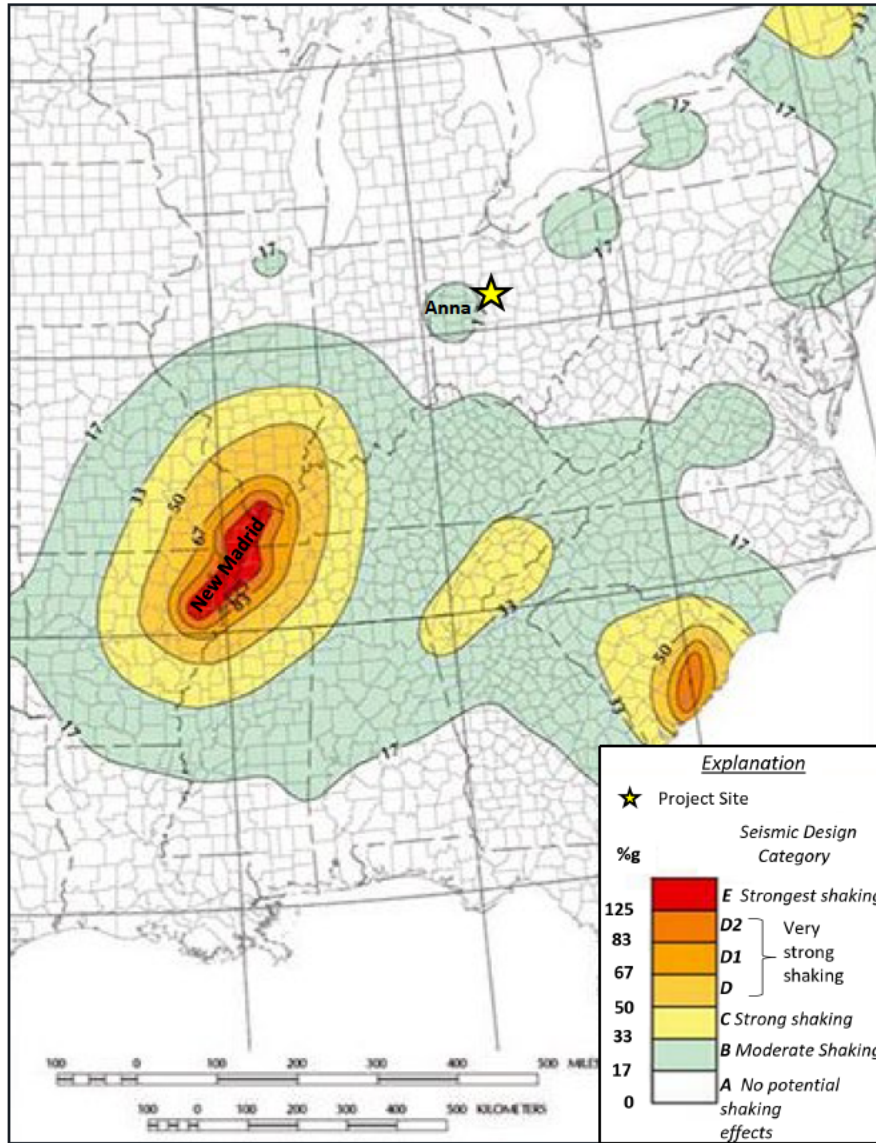 33
17
17
17
17
Anna
17
33
50
67
New Madrid
83
17
33
50
33
17
17
17
Explanation
Project Site
Seismic Design
Category
%g
E Strongest shaking
125
D2
83
Very
D1
strong
67
shaking
D
50
C Strong shaking
33
B Moderate Shaking
17
A No potential
0
shaking
effects
100 0 100 200 300 400 500 MILES
KILOMETERS
100 0 100 200 300 400 500